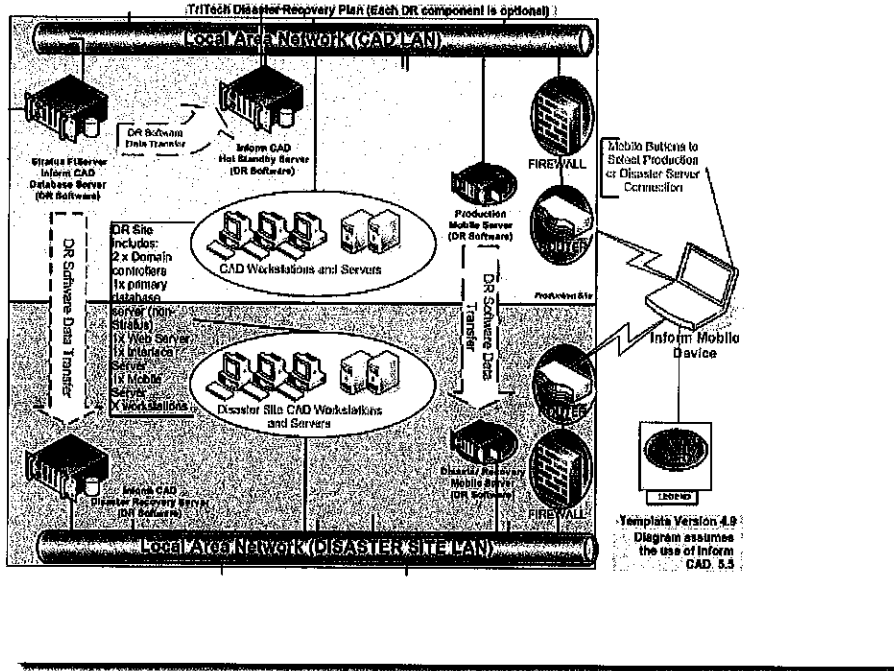 TriTech Disaster Recovery Plan (Each DR component is optional)
Local Area Network (CAD LAN)
DR Software
Data Transfer
Stratus FTServer
Inform CAD
Database Server
(DR Software)
Inform CAD
Hot Standby Server
(DR Software)
FIREWALL
Mobile Buttons to
Select Production
or Disaster Server
Connection
Production
Mobile Server
(DR Software)
ROUTER
DR Software Data Transfer
DR Site
includes:
2 x Domain
controllers
1x primary
database
server (non-
Stratus)
1x Web Server
1x Interface
Server
1x Mobile
Server
X workstations
CAD Workstations and Servers
DR Software Data
Transfer
Production Site
Inform Mobile
Device
Disaster Site CAD Workstations
and Servers
ROUTER
Inform CAD
Disaster Recovery Server
(DR Software)
Disaster Recovery
Mobile Server
(DR Software)
FIREWALL
LEGEND
Template Version 4.9
Diagram assumes
the use of Inform
CAD 5.5
Local Area Network (DISASTER SITE LAN)